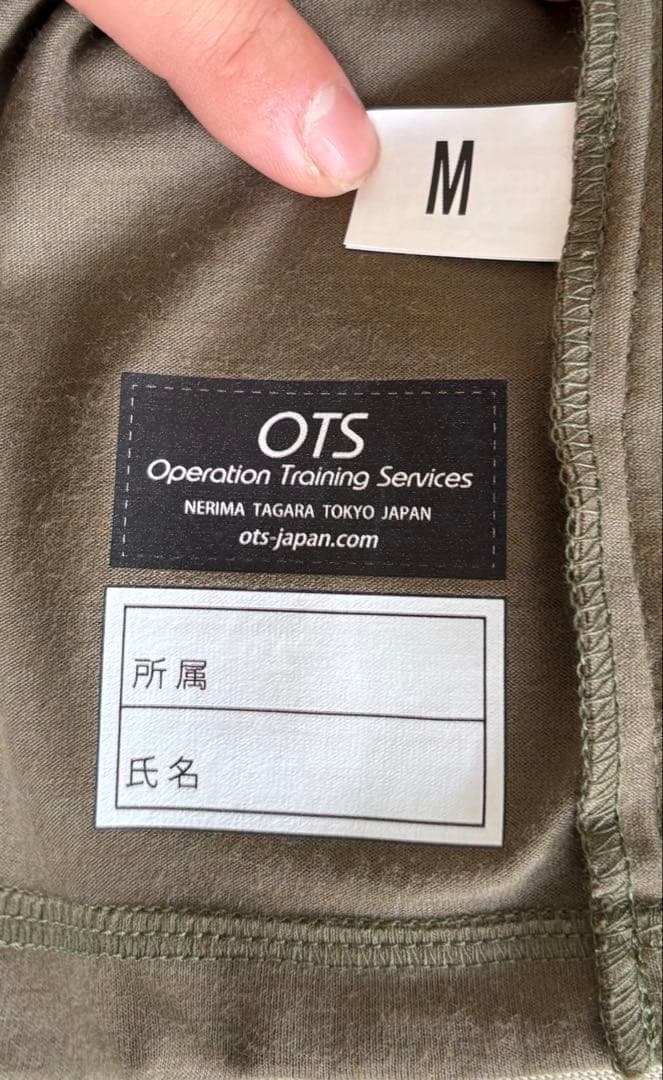 M
OTS
Operation Training Services
NERIMA TAGARA TOKYO JAPAN
ots-japan.com
所属
氏名